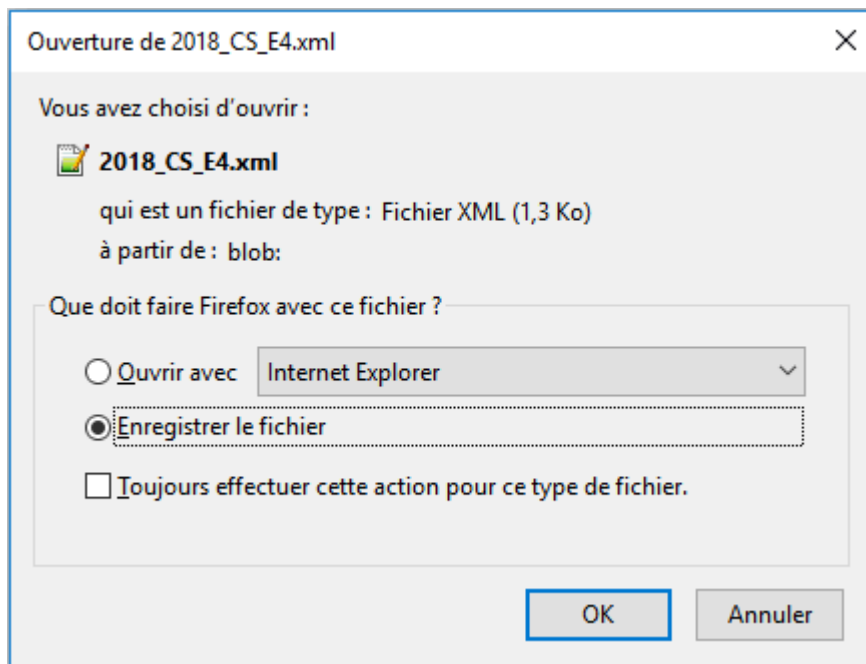 Ouverture de 2018_CS_E4.xml
Vous avez choisi d'ouvrir :
2018_CS_E4.xml
qui est un fichier de type : Fichier XML (1,3 Ko)
à partir de : blob:
Que doit faire Firefox avec ce fichier ?
Ouvrir avec Internet Explorer
Enregistrer le fichier
Toujours effectuer cette action pour ce type de fichier.
OK Annuler